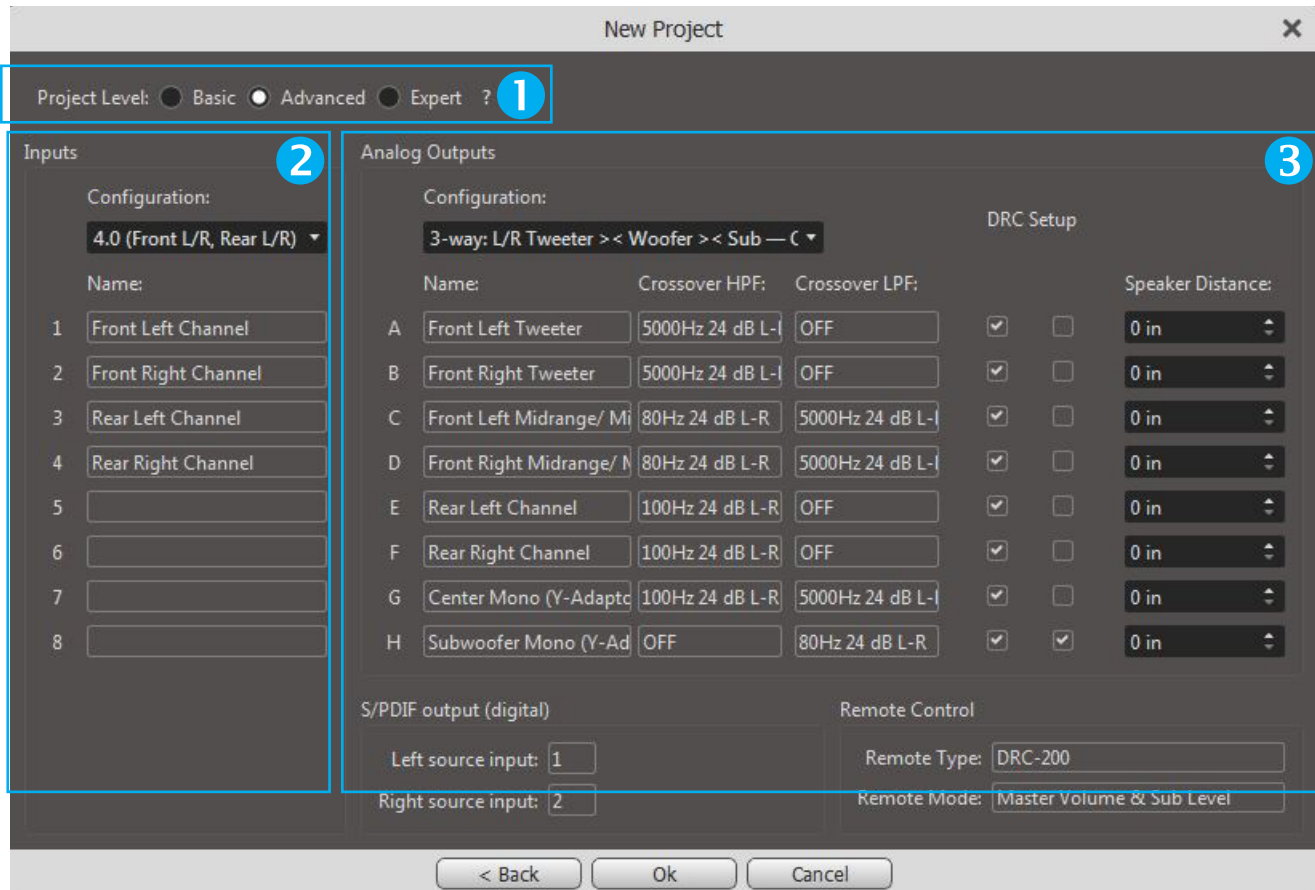 New Project
Project Level: Basic Advanced Expert ? 1
Inputs 2
Configuration:
4.0 (Front L/R, Rear L/R)
Name:
1 Front Left Channel
2 Front Right Channel
3 Rear Left Channel
4 Rear Right Channel
5
6
7
8
Analog Outputs 3
Configuration:
3-way: L/R Tweeter >< Woofer >< Sub — C
DRC Setup
Name: Crossover HPF: Crossover LPF: Speaker Distance:
A Front Left Tweeter 5000Hz 24 dB L- OFF 0 in
B Front Right Tweeter 5000Hz 24 dB L- OFF 0 in
C Front Left Midrange/ Mi 80Hz 24 dB L-R 5000Hz 24 dB L- 0 in
D Front Right Midrange/ 80Hz 24 dB L-R 5000Hz 24 dB L- 0 in
E Rear Left Channel 100Hz 24 dB L-R OFF 0 in
F Rear Right Channel 100Hz 24 dB L-R OFF 0 in
G Center Mono (Y-Adapto 100Hz 24 dB L-R 5000Hz 24 dB L- 0 in
H Subwoofer Mono (Y-Ad OFF 80Hz 24 dB L-R 0 in
S/PDIF output (digital)
Left source input: 1
Right source input: 2
Remote Control
Remote Type: DRC-200
Remote Mode: Master Volume & Sub Level
< Back Ok Cancel